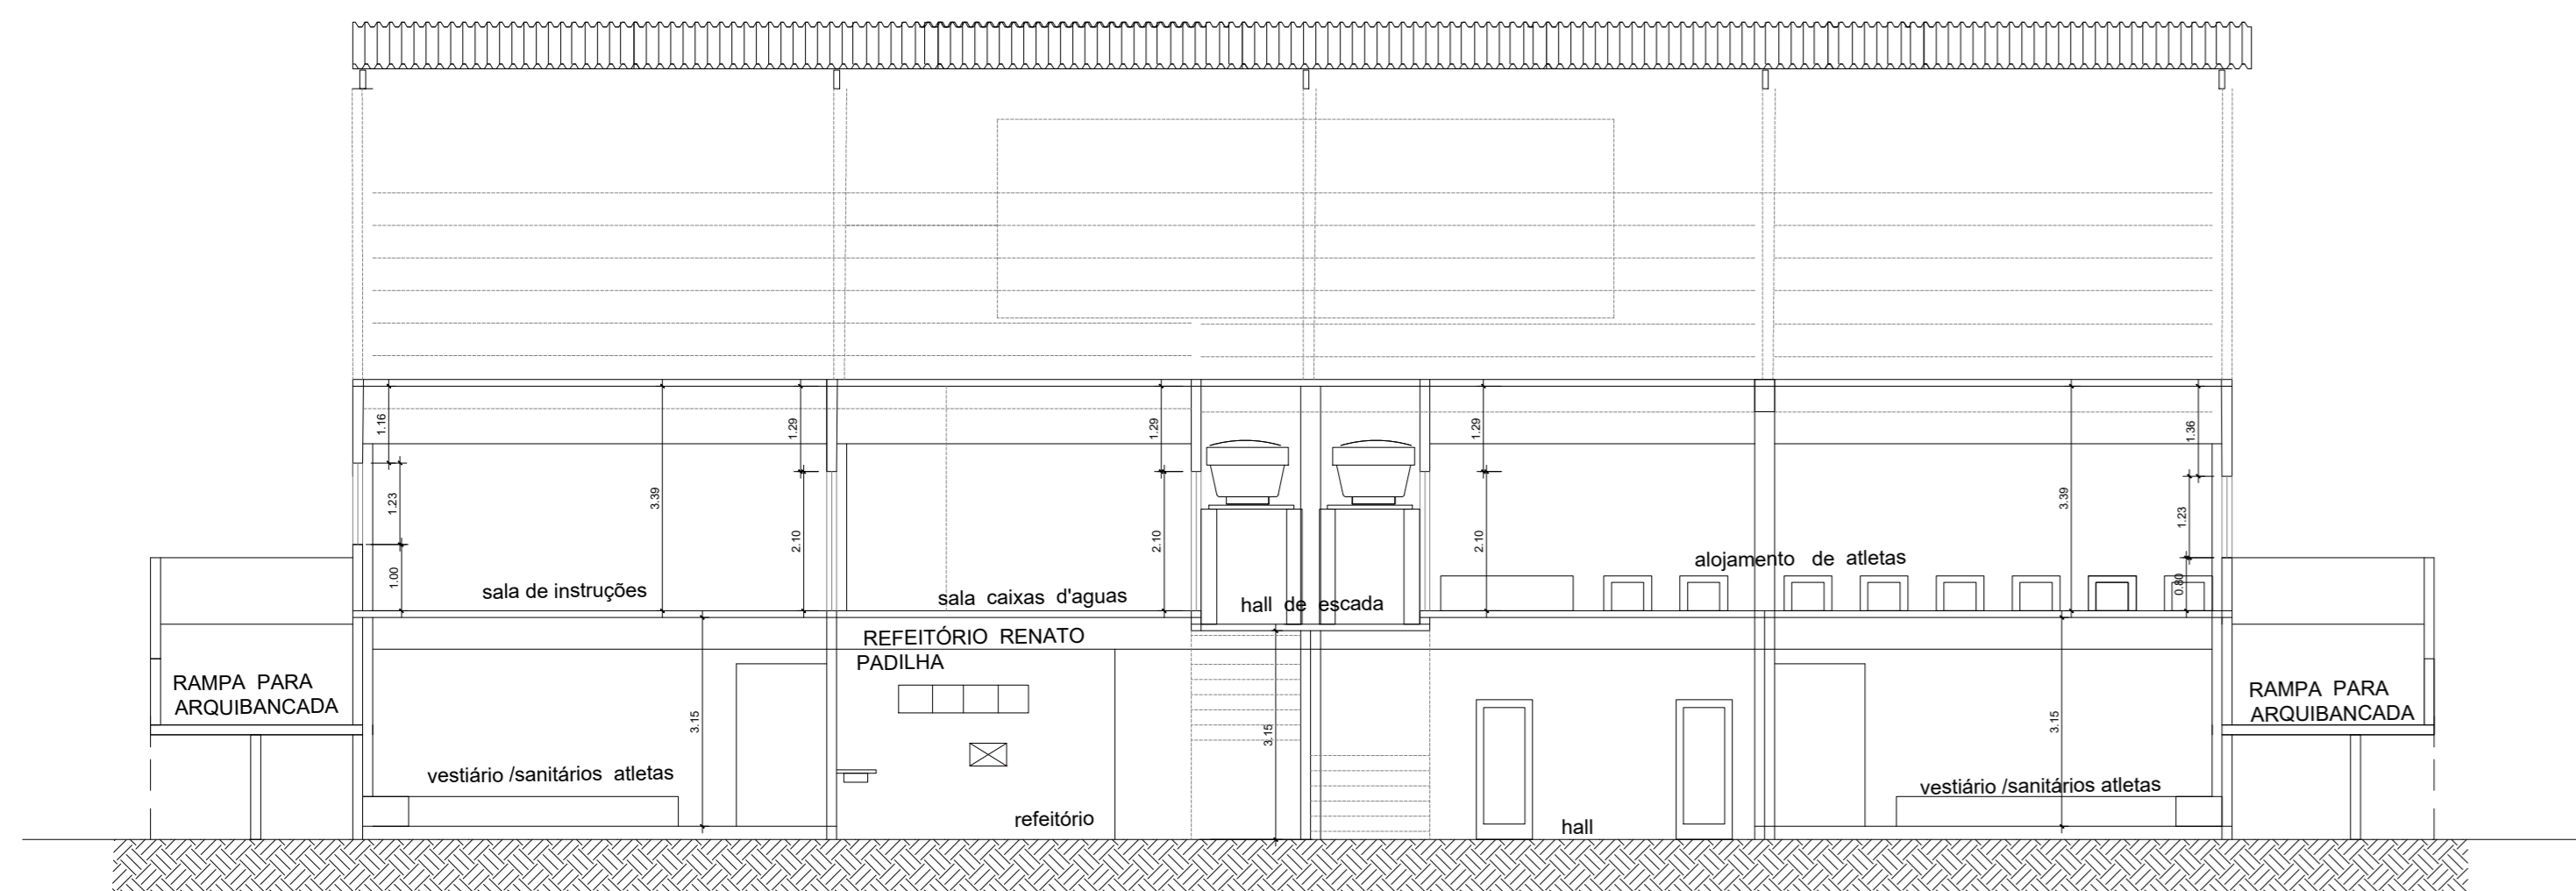 1.16
1.29
1.29
1.29
1.36
1.23
3.39
2.10
2.10
2.10
3.39
1.23
1.00
0.80
sala de instruções
sala caixas d'aguas
hall de escada
alojamento de atletas
REFEITÓRIO RENATO
PADILHA
RAMPA PARA
ARQUIBANCADA
RAMPA PARA
ARQUIBANCADA
3.15
3.15
3.15
vestiário /sanitários atletas
refeitório
hall
vestiário /sanitários atletas